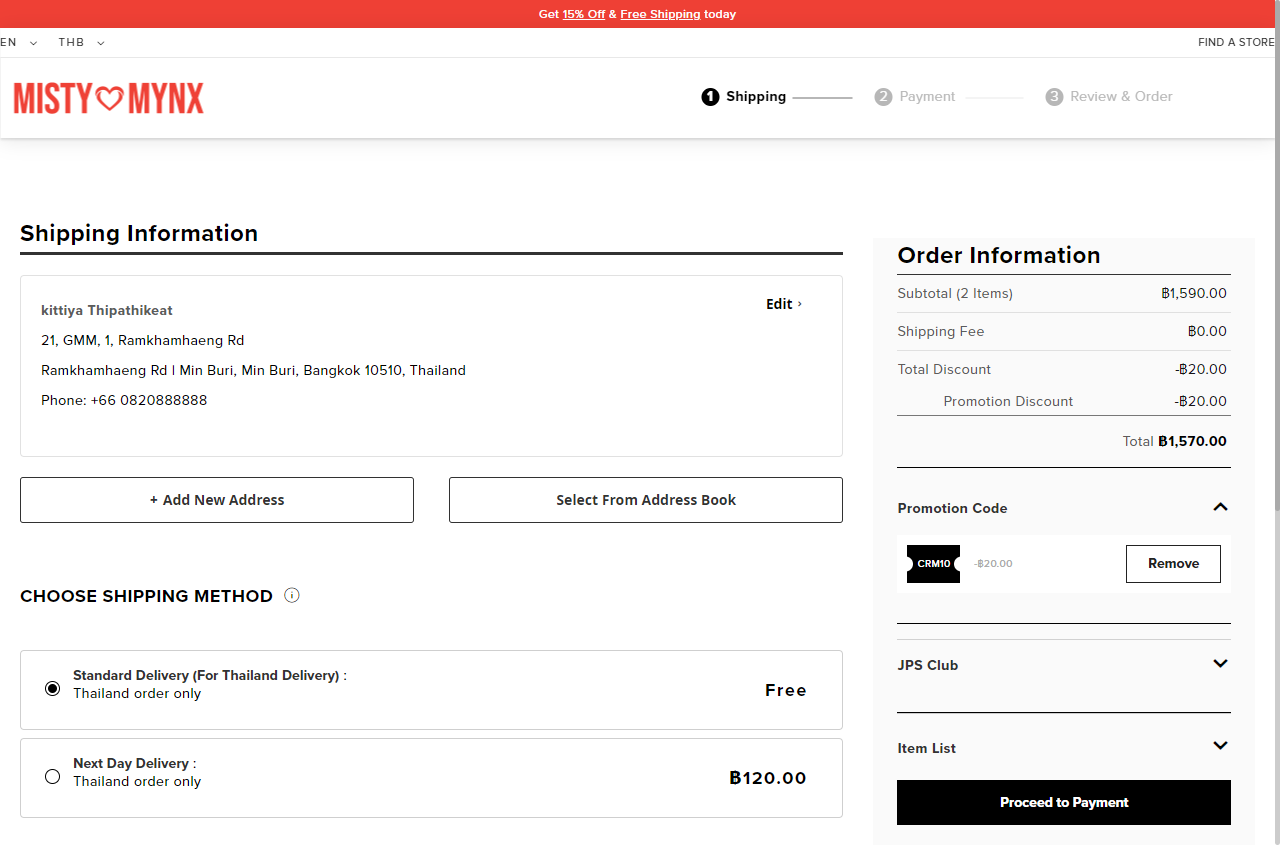 Get 15% Off & Free Shipping today
EN THB FIND A STORE
MISTY MYNX
1 Shipping 2 Payment 3 Review & Order
Shipping Information
kittiya Thipathikeat
Edit ›
21, GMM, 1, Ramkhamhaeng Rd
Ramkhamhaeng Rd | Min Buri, Min Buri, Bangkok 10510, Thailand
Phone: +66 0820888888
+ Add New Address
Select From Address Book
CHOOSE SHIPPING METHOD i
Standard Delivery (For Thailand Delivery) :
Thailand order only
Free
Next Day Delivery :
Thailand order only
฿120.00
Order Information
Subtotal (2 Items) ฿1,590.00
Shipping Fee ฿0.00
Total Discount -฿20.00
Promotion Discount -฿20.00
Total ฿1,570.00
Promotion Code
CRM10 -฿20.00 Remove
JPS Club
Item List
Proceed to Payment